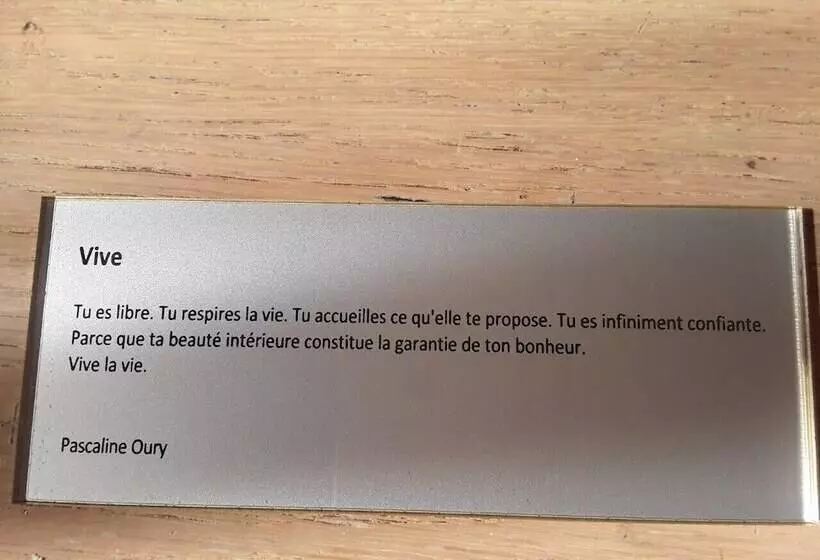 Vive
Tu es libre. Tu respires la vie. Tu accueilles ce qu'elle te propose. Tu es infiniment confiante.
Parce que ta beauté intérieure constitue la garantie de ton bonheur.
Vive la vie.
Pascaline Oury